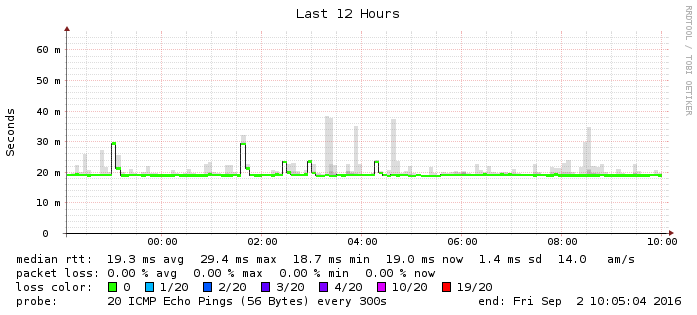 Last 12 Hours
RRDTOOL / TOBI OETIKER
Seconds
60 m
50 m
40 m
30 m
20 m
10 m
0
00:00 02:00 04:00 06:00 08:00 10:00
median rtt: 19.3 ms avg 29.4 ms max 18.7 ms min 19.0 ms now 1.4 ms sd 14.0 am/s
packet loss: 0.00 % avg 0.00 % max 0.00 % min 0.00 % now
loss color: 0 1/20 2/20 3/20 4/20 10/20 19/20
probe: 20 ICMP Echo Pings (56 Bytes) every 300s end: Fri Sep 2 10:05:04 2016